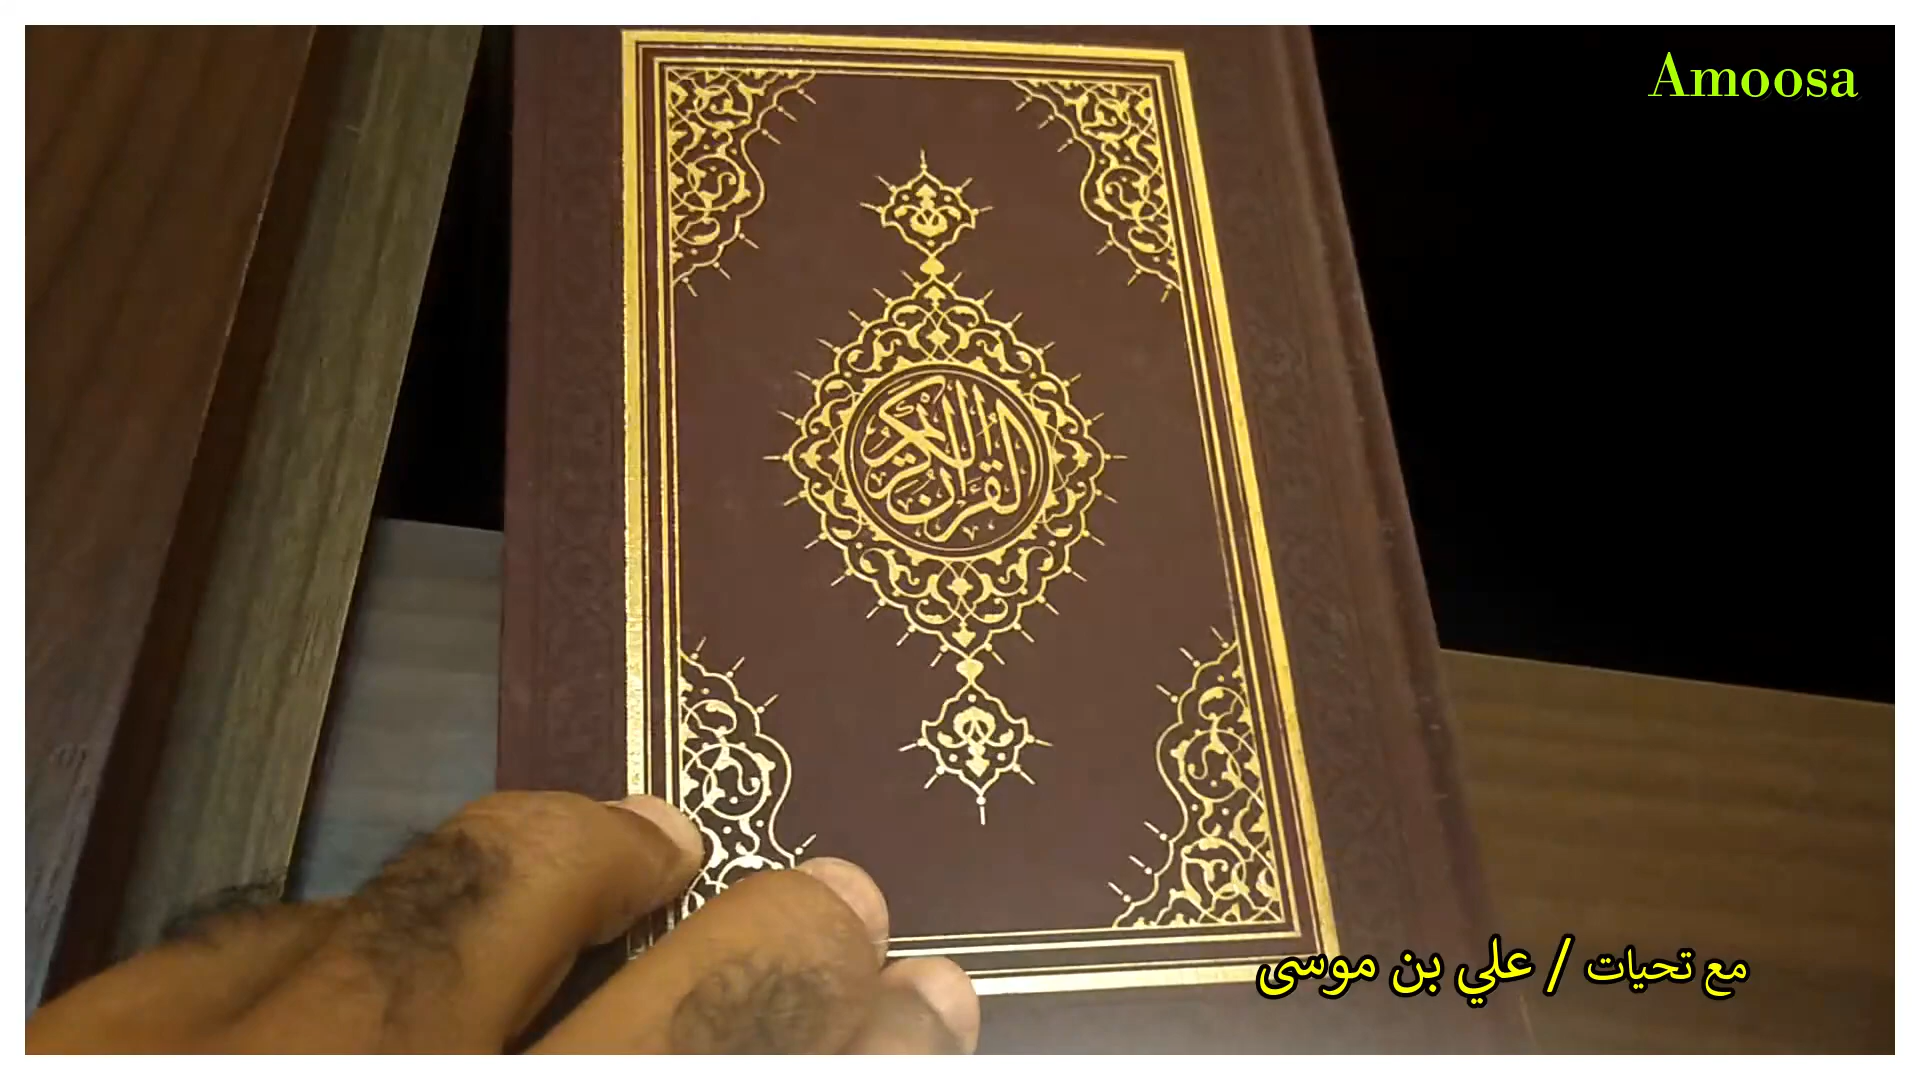 Amoosa
القرآن الكريم
مع تحيات / علي بن موسى